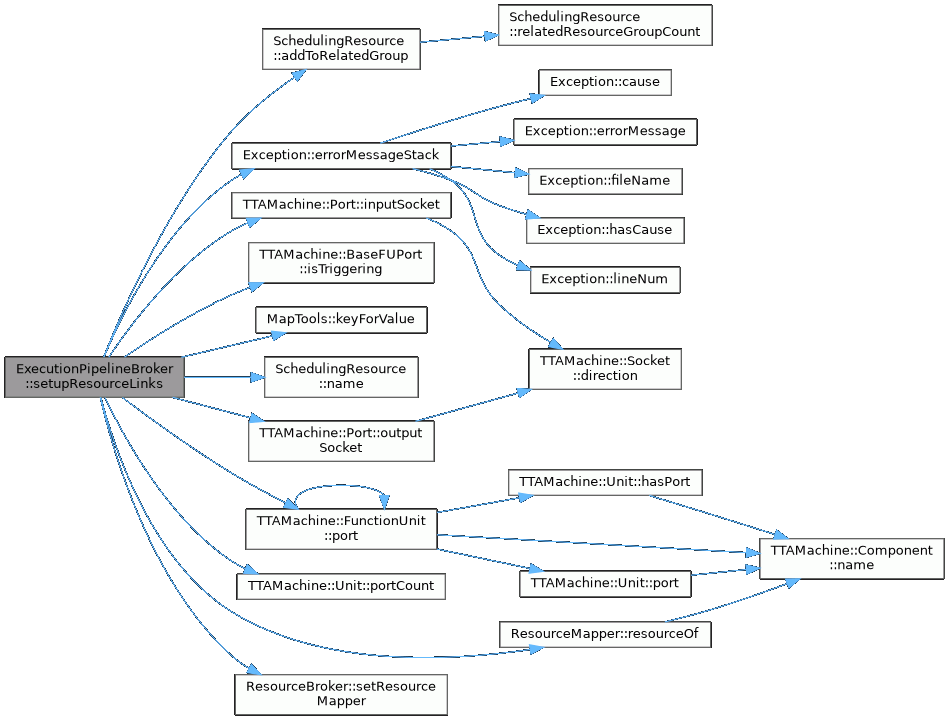 SchedulingResource
::relatedResourceGroupCount
SchedulingResource
::addToRelatedGroup
Exception::cause
Exception::errorMessage
Exception::errorMessageStack
Exception::fileName
TTAMachine::Port::inputSocket
Exception::hasCause
TTAMachine::BaseFUPort
::isTriggering
Exception::lineNum
MapTools::keyForValue
ExecutionPipelineBroker
::setupResourceLinks
SchedulingResource
::name
TTAMachine::Socket
::direction
TTAMachine::Port::output
Socket
TTAMachine::Unit::hasPort
TTAMachine::FunctionUnit
::port
TTAMachine::Component
::name
TTAMachine::Unit::portCount
TTAMachine::Unit::port
ResourceMapper::resourceOf
ResourceBroker::setResource
Mapper